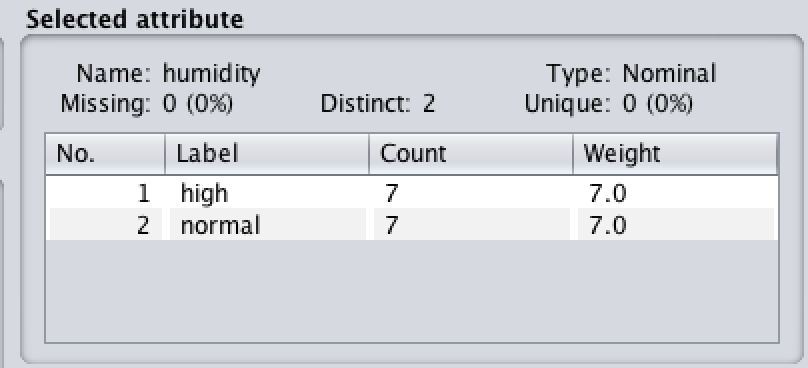 Selected attribute
Name: humidity Type: Nominal
Missing: 0 (0%) Distinct: 2 Unique: 0 (0%)
No. Label Count Weight
1 high 7 7.0
2 normal 7 7.0